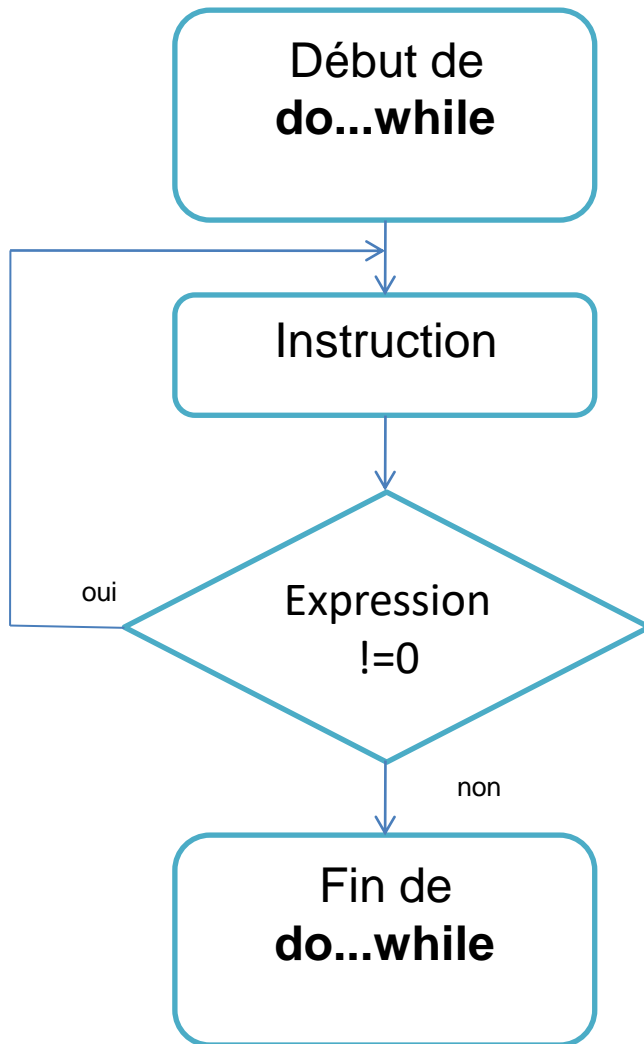 Début de
do...while
Instruction
oui
Expression
!=0
non
Fin de
do...while